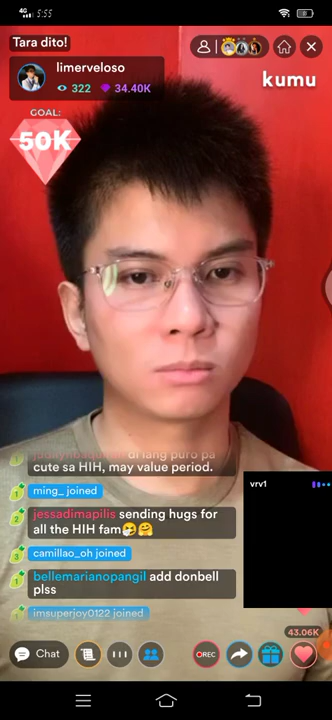 5:55
Tara dito!
limerveloso
322 34.40K
kumu
GOAL:
50K
di lang puro pa
cute sa HIH, may value period.
ming_ joined
vrv1
jessadimapilis sending hugs for
all the HIH fam
camillao_oh joined
bellemarianopangil add donbell
plss
imsuperjoy0122 joined
43.06K
Chat
REC